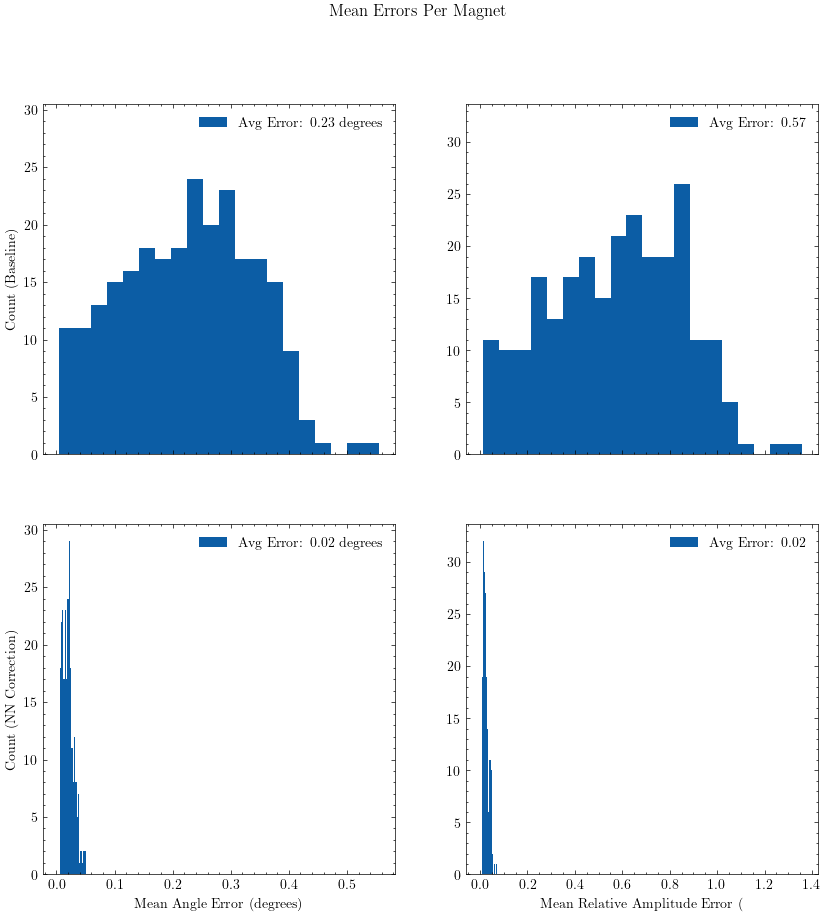 Mean Errors Per Magnet
30
25
20
15
10
5
0
Count (Baseline)
Avg Error: 0.23 degrees
30
25
20
15
10
5
0
Avg Error: 0.57
30
25
20
15
10
5
0
Count (NN Correction)
Avg Error: 0.02 degrees
0.0 0.1 0.2 0.3 0.4 0.5
Mean Angle Error (degrees)
30
25
20
15
10
5
0
Avg Error: 0.02
0.0 0.2 0.4 0.6 0.8 1.0 1.2 1.4
Mean Relative Amplitude Error (